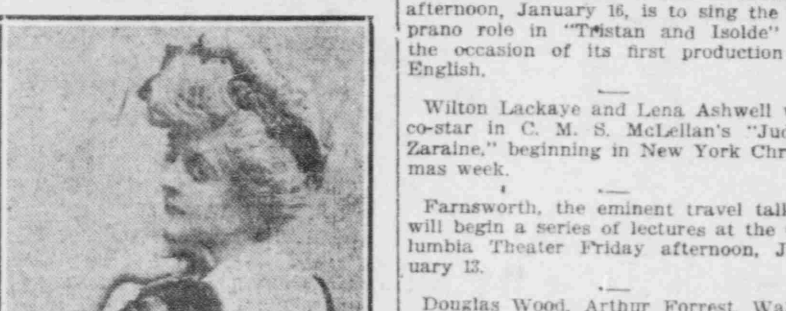 afternoon, January 16, is to sing the
prano role in "Tristan and Isolde"
the occasion of its first production
English.
Wilton Lackaye and Lena Ashwell
co-star in C. M. S. McLellan's "Jud
Zaraine," beginning in New York Chr
mas week.
Farnsworth, the eminent travel talk
will begin a series of lectures at the
lumbia Theater Friday afternoon, J
uary 13.
Douglas Wood, Arthur Forrest, Wa